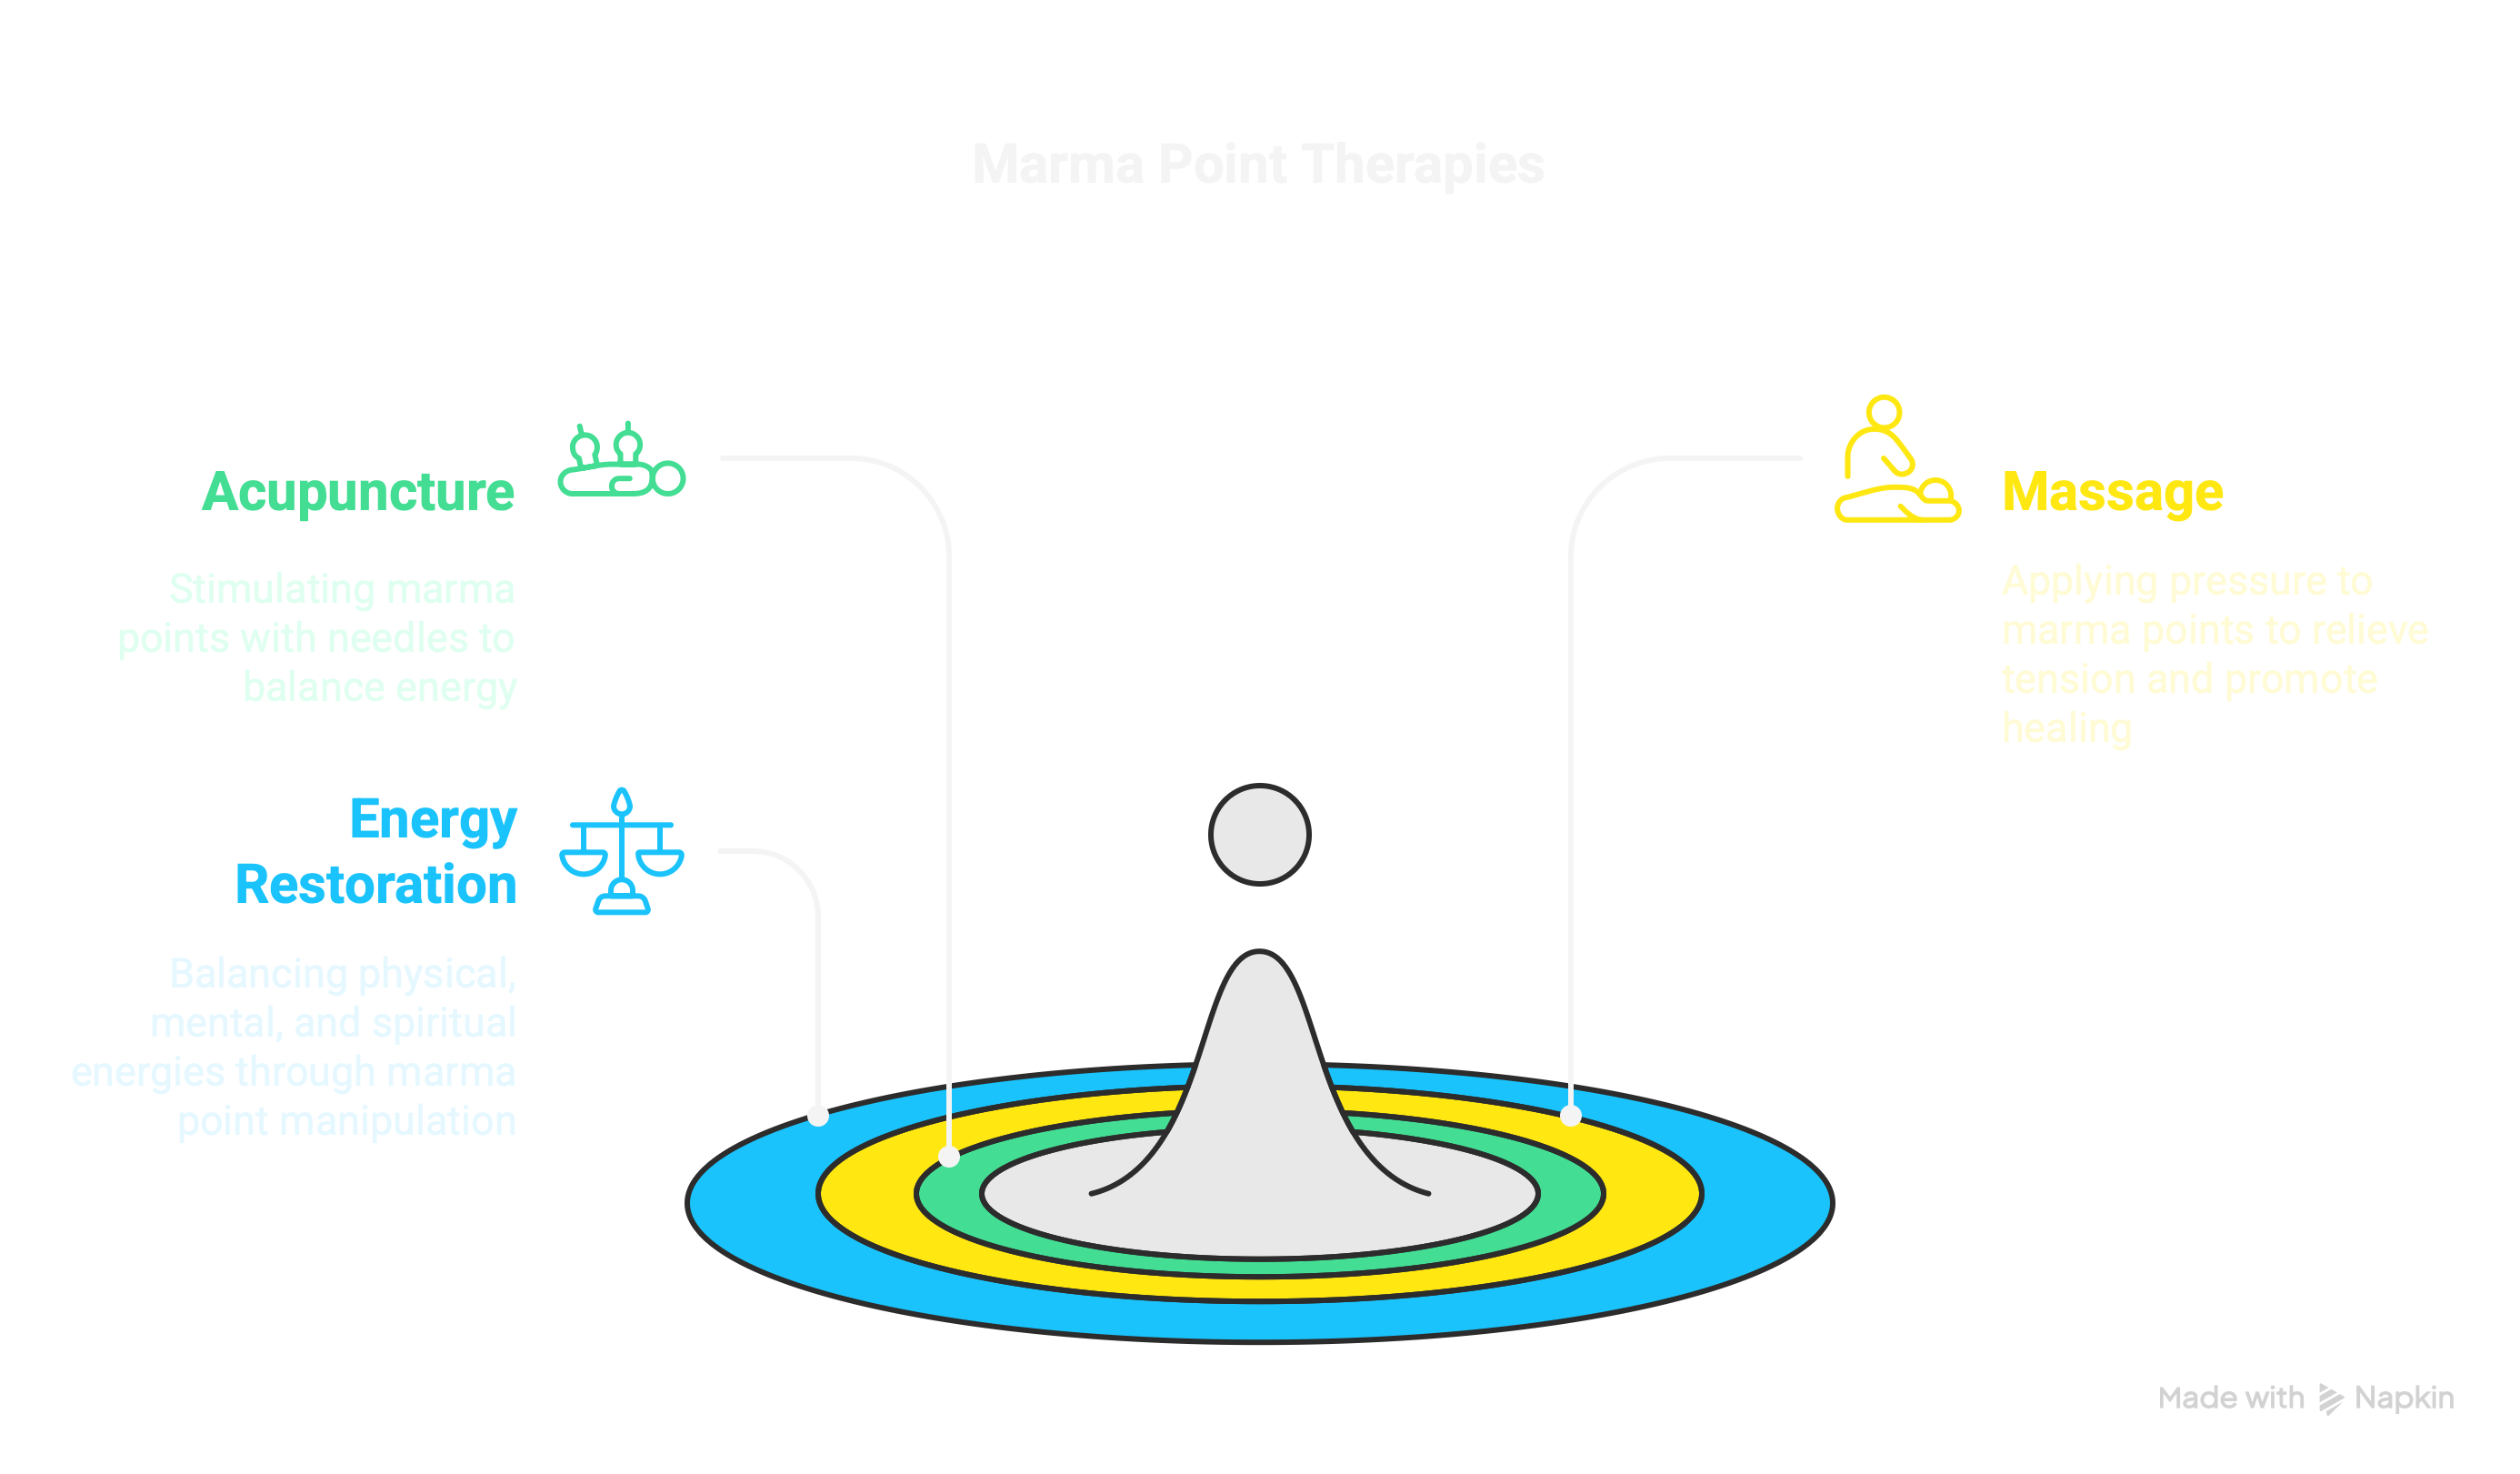 Marma Point Therapies
Acupuncture
Stimulating marma
points with needles to
balance energy
Massage
Applying pressure to
marma points to relieve
tension and promote
healing
Energy
Restoration
Balancing physical,
mental, and spiritual
energies through marma
point manipulation
Made with Napkin